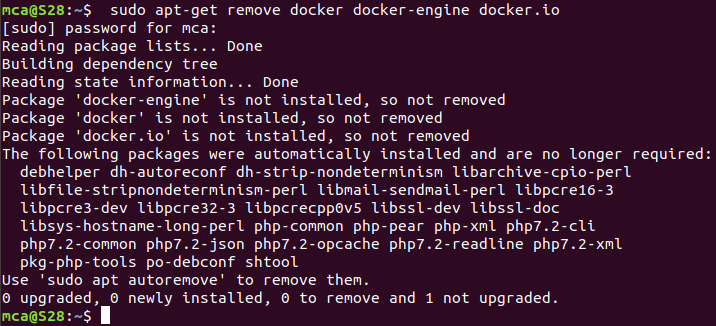 mca@S28:~$  sudo apt-get remove docker docker-engine docker.io
[sudo] password for mca:
Reading package lists... Done
Building dependency tree
Reading state information... Done
Package 'docker-engine' is not installed, so not removed
Package 'docker' is not installed, so not removed
Package 'docker.io' is not installed, so not removed
The following packages were automatically installed and are no longer required:
  debhelper dh-autoreconf dh-strip-nondeterminism libarchive-cpio-perl
  libfile-stripnondeterminism-perl libmail-sendmail-perl libpcre16-3
  libpcre3-dev libpcre32-3 libpcrecpp0v5 libssl-dev libssl-doc
  libsys-hostname-long-perl php-common php-pear php-xml php7.2-cli
  php7.2-common php7.2-json php7.2-opcache php7.2-readline php7.2-xml
  pkg-php-tools po-debconf shtool
Use 'sudo apt autoremove' to remove them.
0 upgraded, 0 newly installed, 0 to remove and 1 not upgraded.
mca@S28:~$